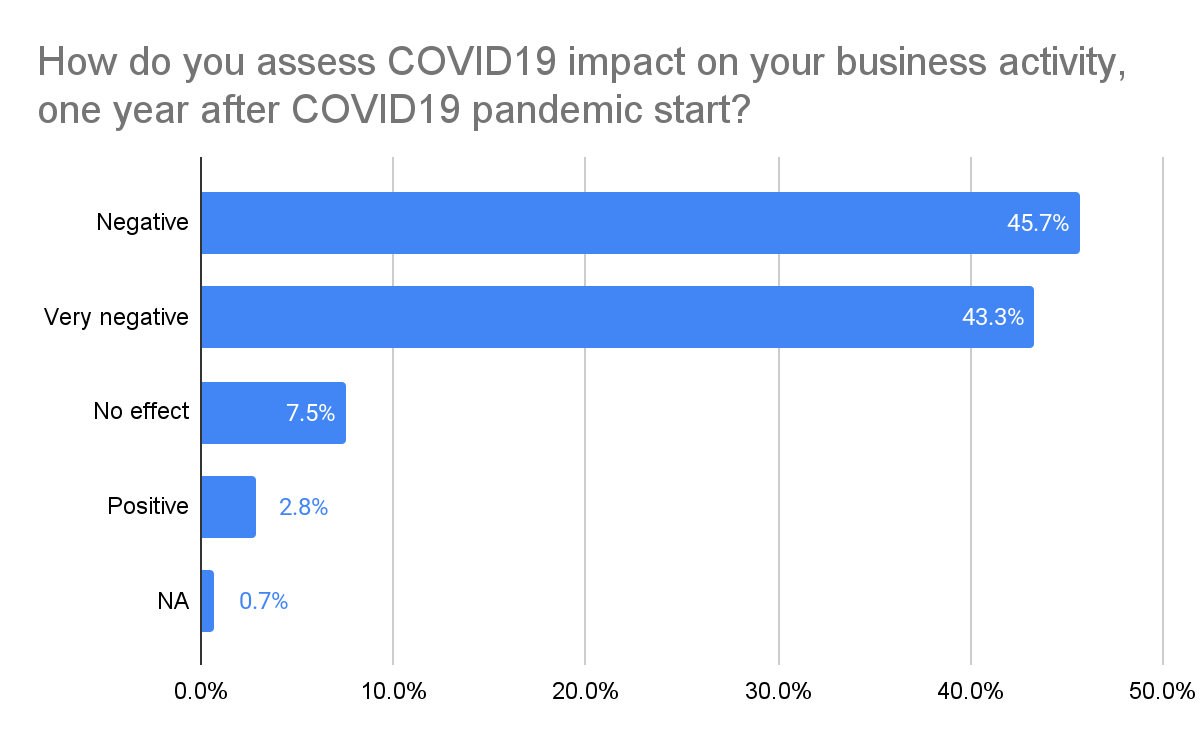 How do you assess COVID19 impact on your business activity,
one year after COVID19 pandemic start?
Negative
45.7%
Very negative
43.3%
No effect
7.5%
Positive
2.8%
NA
0.7%
0.0%
10.0%
20.0%
30.0%
40.0%
50.0%